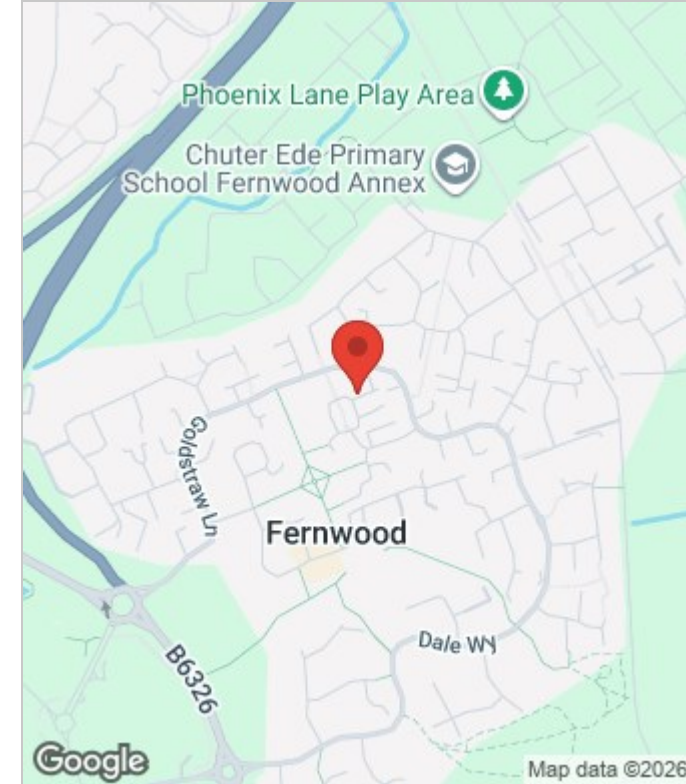 Phoenix Lane Play Area
Chuter Ede Primary
School Fernwood Annex
Goldstraw Ln
Fernwood
Dale Wy
B6326
Google
Map data ©2026